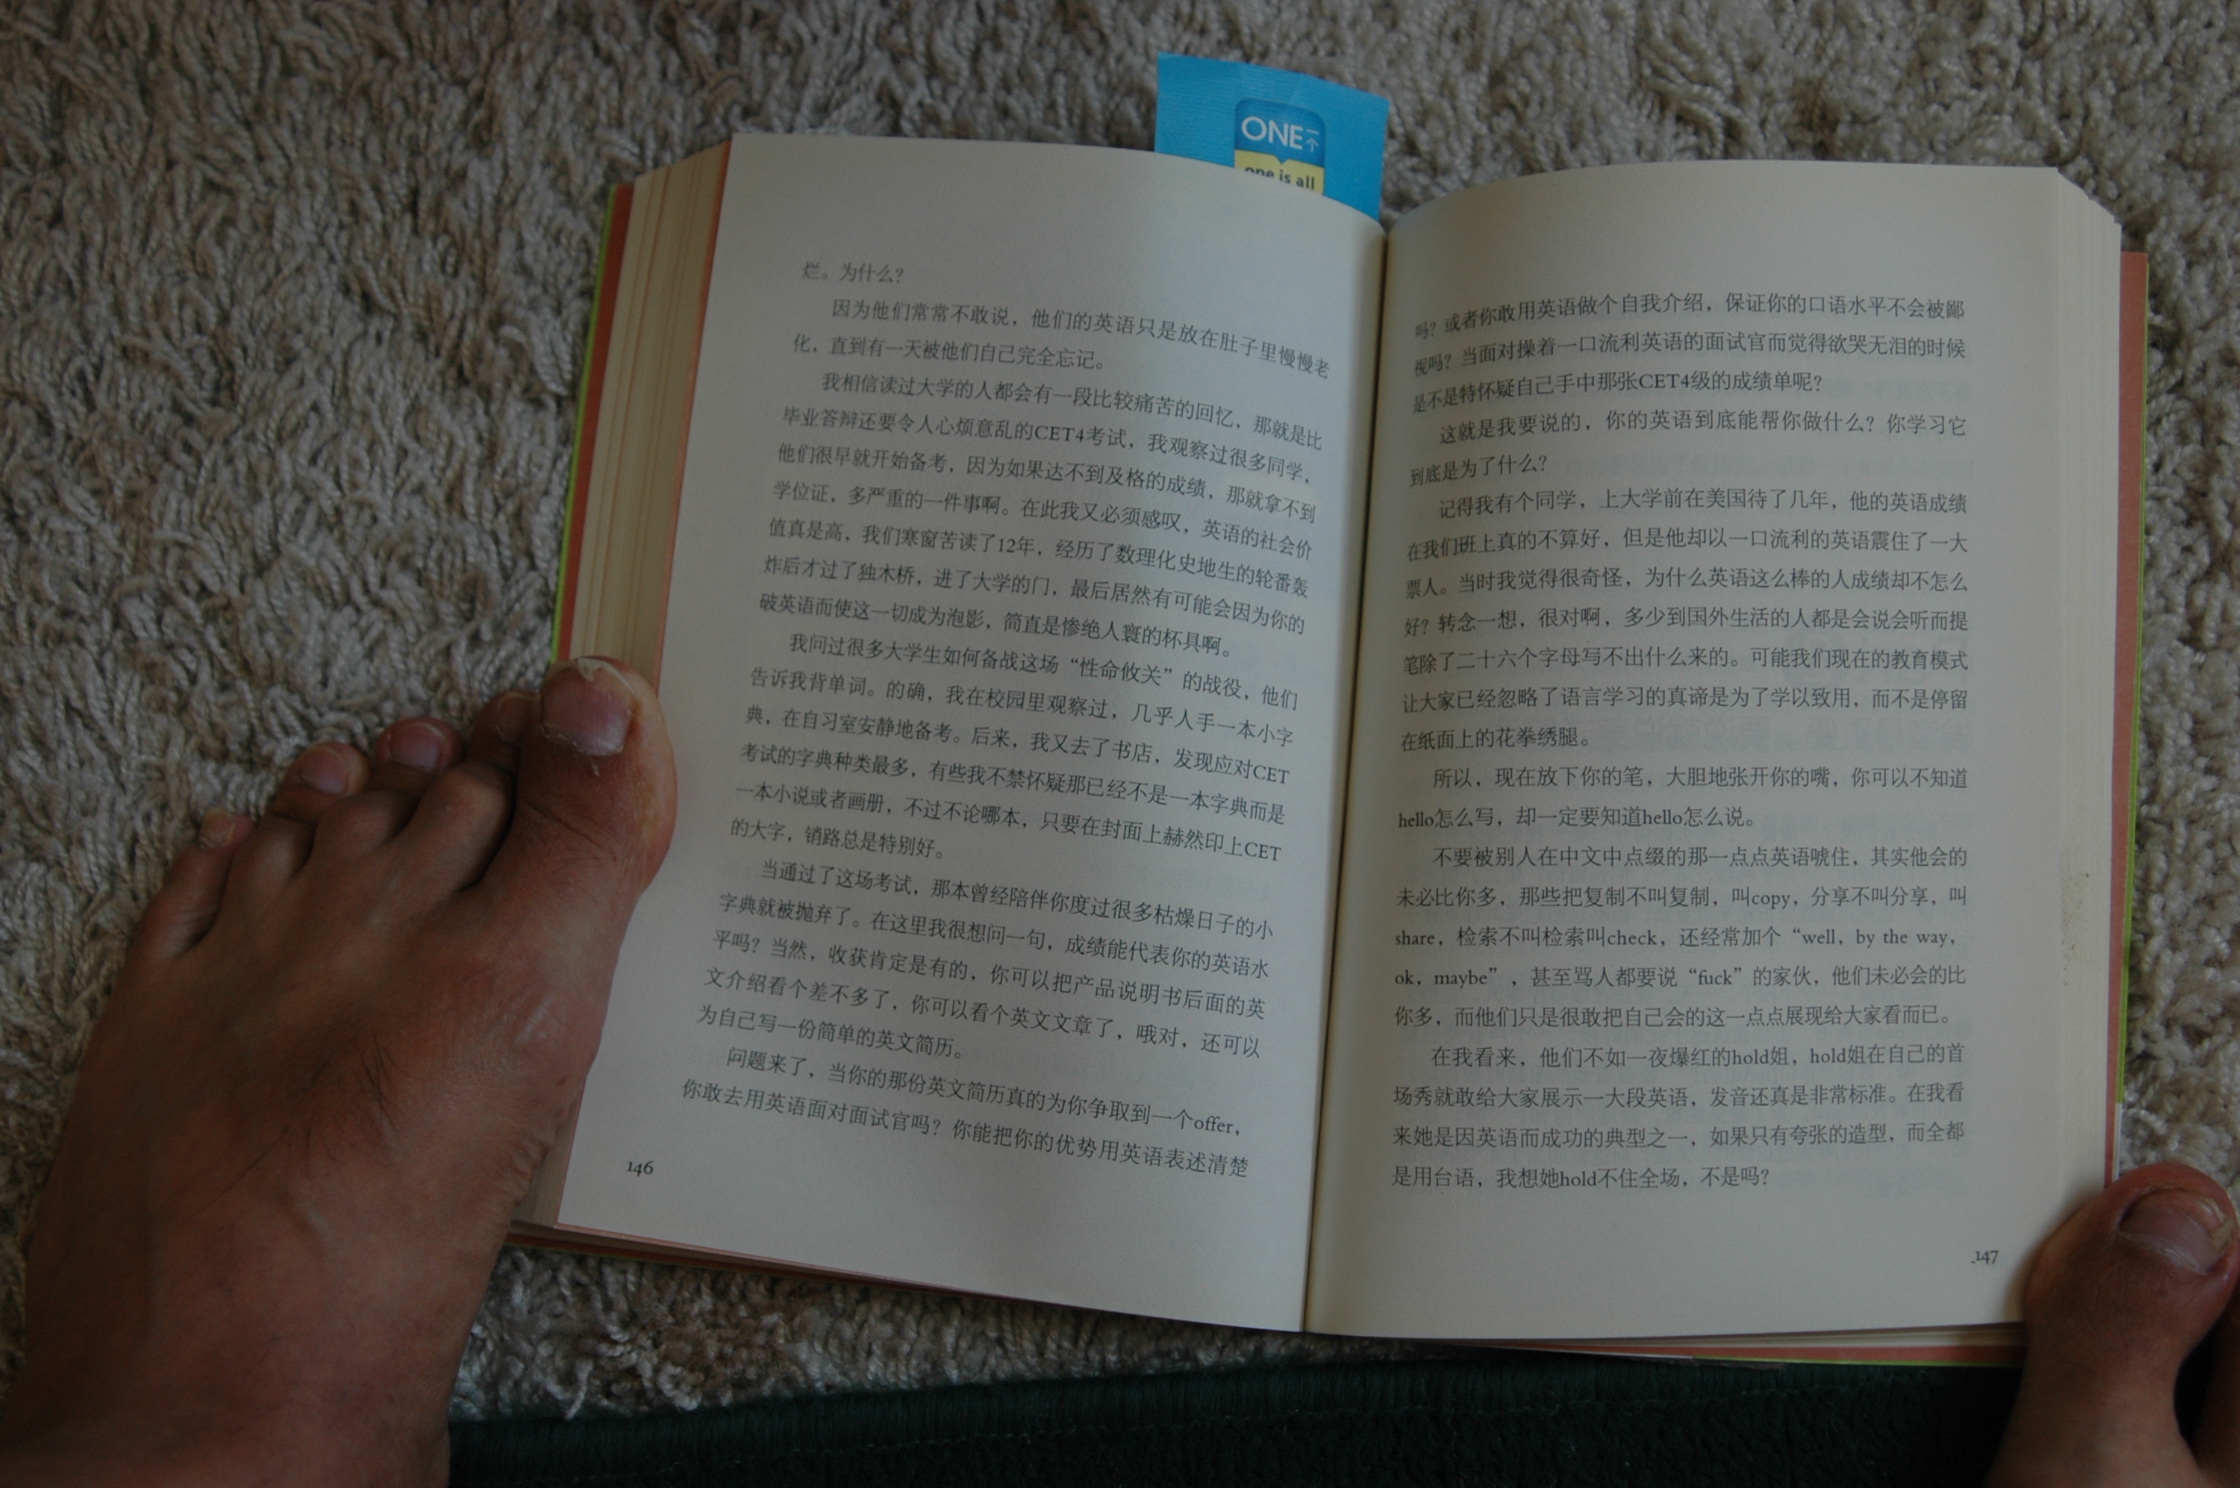 ONE一个
one is all
烂。为什么？
因为他们常常不敢说，他们的英语只是放在肚子里慢慢老
化，直到有一天被他们自己完全忘记。
我相信读过大学的人都会有一段比较痛苦的回忆，那就是比
毕业答辩还要令人心烦意乱的CET4考试，我观察过很多同学，
他们很早就开始备考，因为如果达不到及格的成绩，那就拿不到
学位证，多严重的一件事啊。在此我又必须感叹，英语的社会价
值真是高，我们寒窗苦读了12年，经历了数理化史地生的轮番轰
炸后才过了独木桥，进了大学的门，最后居然有可能会因为你的
破英语而使这一切成为泡影，简直是惨绝人寰的杯具啊。
我问过很多大学生如何备战这场“性命攸关”的战役，他们
告诉我背单词。的确，我在校园里观察过，几乎人手一本小字
典，在自习室安静地备考。后来，我又去了书店，发现应对CET
考试的字典种类最多，有些我不禁怀疑那已经不是一本字典而是
一本小说或者画册，不过不论哪本，只要在封面上赫然印上CET
的大字，销路总是特别好。
当通过了这场考试，那本曾经陪伴你度过很多枯燥日子的小
字典就被抛弃了。在这里我很想问一句，成绩能代表你的英语水
平吗？当然，收获肯定是有的，你可以把产品说明书后面的英
文介绍看个差不多了，你可以看个英文文章了，哦对，还可以
为自己写一份简单的英文简历。
问题来了，当你的那份英文简历真的为你争取到一个offer，
你敢去用英语面对面试官吗？你能把你的优势用英语表述清楚
146
吗？或者你敢用英语做个自我介绍，保证你的口语水平不会被鄙
视吗？当面对操着一口流利英语的面试官而觉得欲哭无泪的时候
是不是特怀疑自己手中那张CET4级的成绩单呢？
这就是我要说的，你的英语到底能帮你做什么？你学习它
到底是为了什么？
记得我有个同学，上大学前在美国待了几年，他的英语成绩
在我们班上真的不算好，但是他却以一口流利的英语震住了一大
票人。当时我觉得很奇怪，为什么英语这么棒的人成绩却不怎么
好？转念一想，很对啊，多少到国外生活的人都是会说会听而提
笔除了二十六个字母写不出什么来的。可能我们现在的教育模式
让大家已经忽略了语言学习的真谛是为了学以致用，而不是停留
在纸面上的花拳绣腿。
所以，现在放下你的笔，大胆地张开你的嘴，你可以不知道
hello怎么写，却一定要知道hello怎么说。
不要被别人在中文中点缀的那一点点英语唬住，其实他会的
未必比你多，那些把复制不叫复制，叫copy，分享不叫分享，叫
share，检索不叫检索叫check，还经常加个“well，by the way，
ok，maybe”，甚至骂人都要说“fuck”的家伙，他们未必会的比
你多，而他们只是很敢把自己会的这一点点展现给大家看而已。
在我看来，他们不如一夜爆红的hold姐，hold姐在自己的首
场秀就敢给大家展示一大段英语，发音还真是非常标准。在我看
来她是因英语而成功的典型之一，如果只有夸张的造型，而全都
是用台语，我想她hold不住全场，不是吗？
147